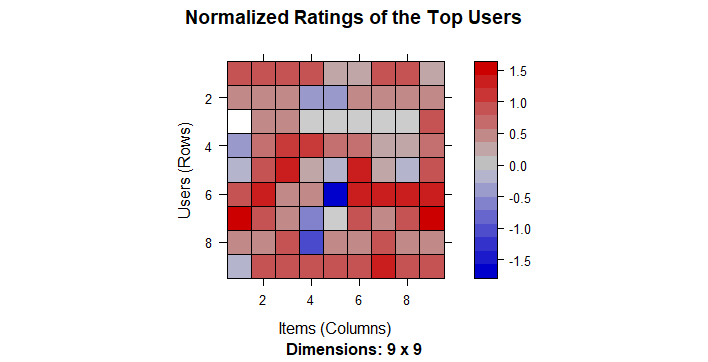 Normalized Ratings of the Top Users
2
4
6
8
Users (Rows)
2 4 6 8
Items (Columns)
Dimensions: 9 x 9
1.5
1.0
0.5
0.0
-0.5
-1.0
-1.5